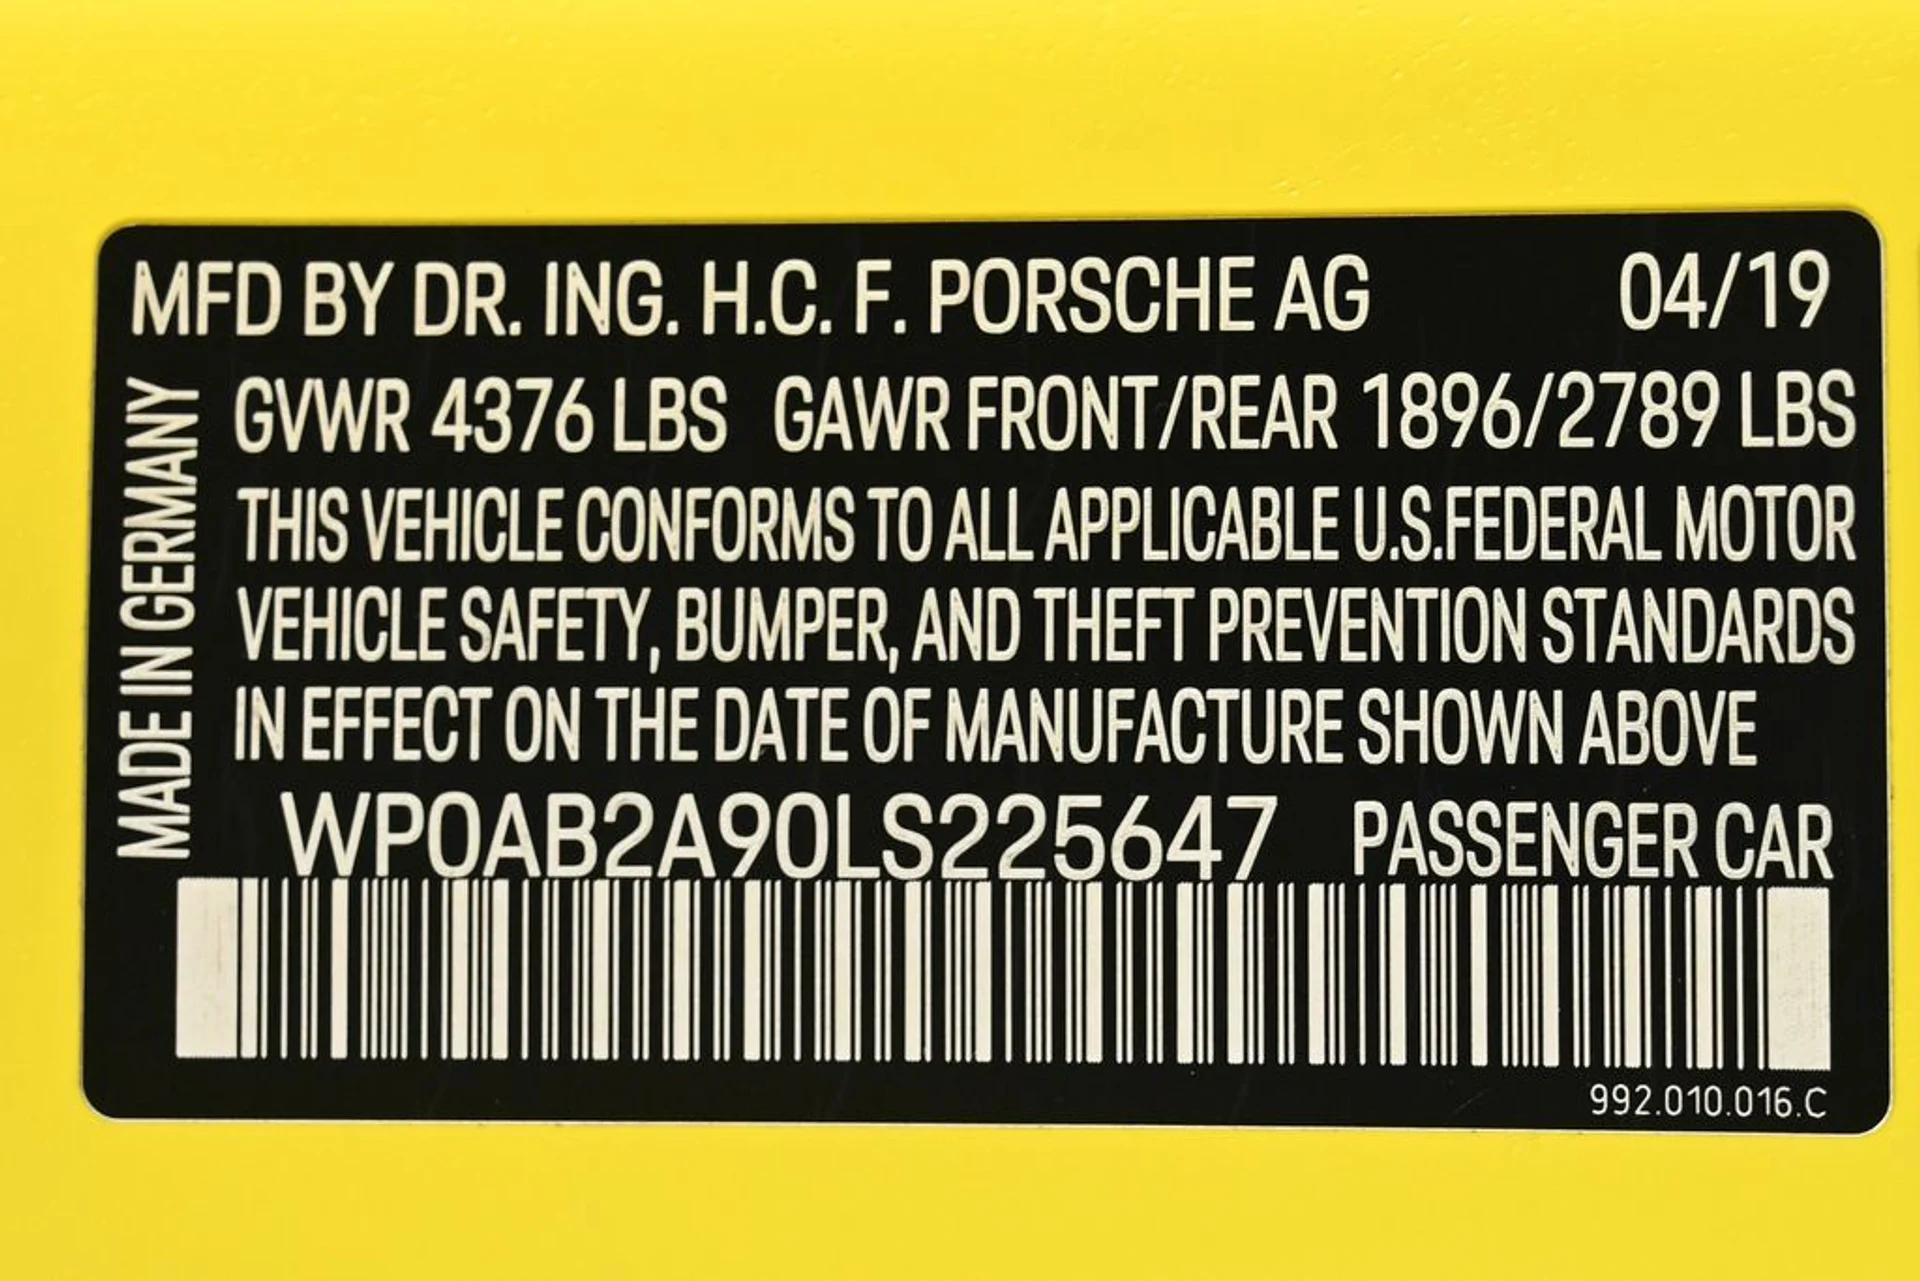 MFD BY DR. ING. H.C. F. PORSCHE AG 04/19
MADE IN GERMANY
GVWR 4376 LBS GAWR FRONT/REAR 1896/2789 LBS
THIS VEHICLE CONFORMS TO ALL APPLICABLE U.S.FEDERAL MOTOR
VEHICLE SAFETY, BUMPER, AND THEFT PREVENTION STANDARDS
IN EFFECT ON THE DATE OF MANUFACTURE SHOWN ABOVE
WP0AB2A90LS225647 PASSENGER CAR
992.010.016.C